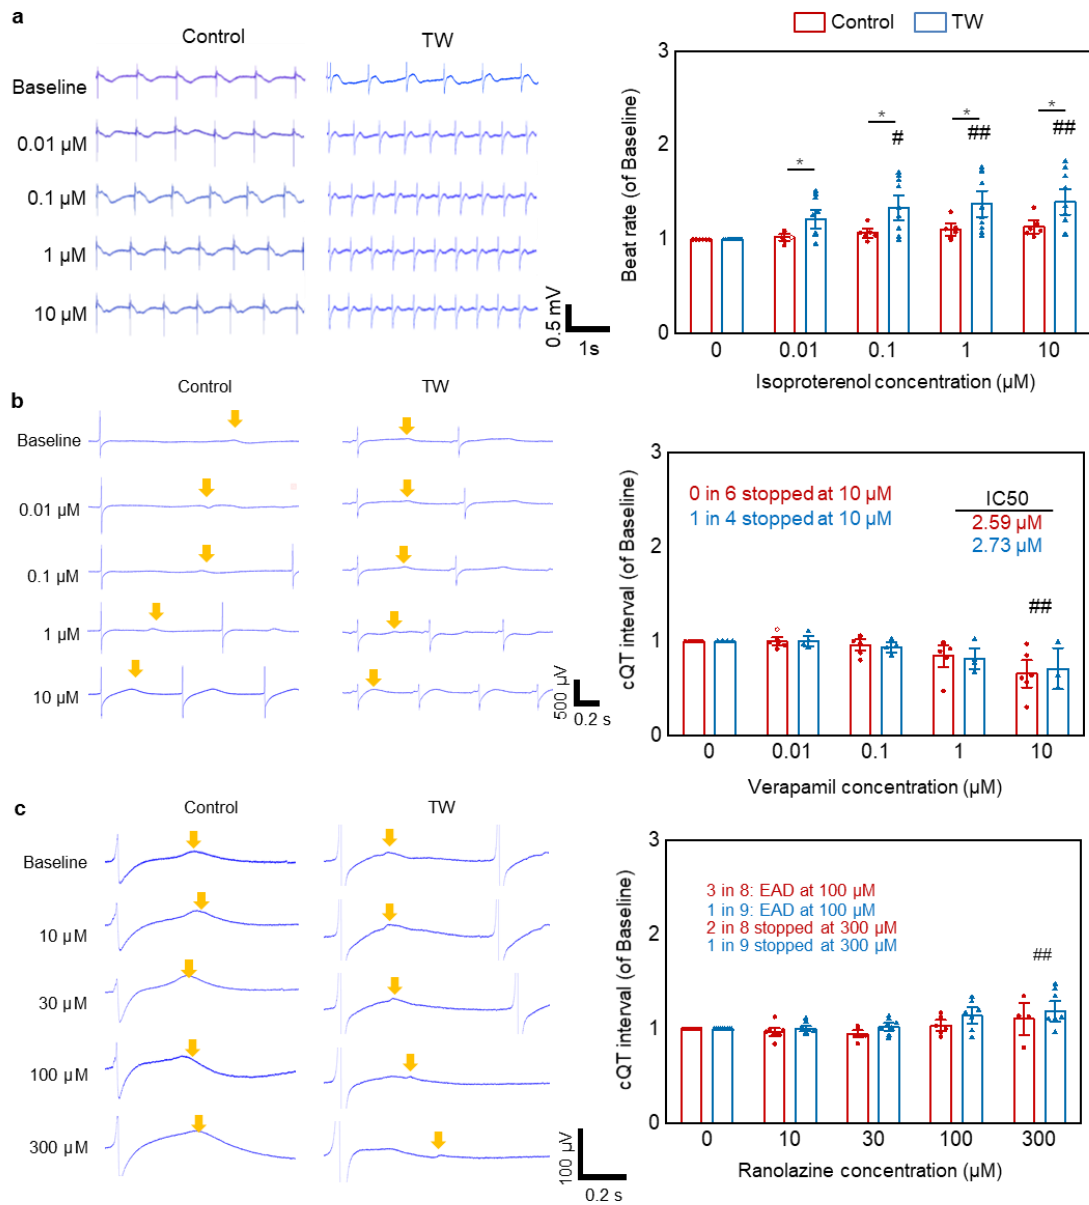 a
Control
TW
Baseline
0.01 µM
0.1 µM
1 µM
10 µM
0.5 mV
1s
Control
TW
Beat rate (of Baseline)
3
2
1
0
*
*
#
*
##
*
##
0
0.01
0.1
1
10
Isoproterenol concentration (µM)
b
Control
TW
Baseline
0.01 µM
0.1 µM
1 µM
10 µM
500 µV
0.2 s
cQT interval (of Baseline)
3
2
1
0
0 in 6 stopped at 10 µM
1 in 4 stopped at 10 µM
IC50
2.59 µM
2.73 µM
##
0
0.01
0.1
1
10
Verapamil concentration (µM)
c
Control
TW
Baseline
10 µM
30 µM
100 µM
300 µM
100 µV
0.2 s
cQT interval (of Baseline)
3
2
1
0
3 in 8: EAD at 100 µM
1 in 9: EAD at 100 µM
2 in 8 stopped at 300 µM
1 in 9 stopped at 300 µM
##
0
10
30
100
300
Ranolazine concentration (µM)